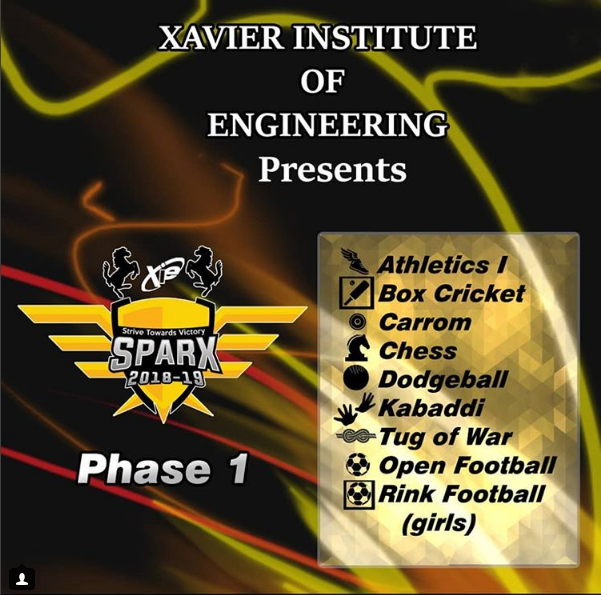 XAVIER INSTITUTE
OF
ENGINEERING
Presents
XIE
Strive Towards Victory
SPARX
2018-19
Phase 1
Athletics I
Box Cricket
Carrom
Chess
Dodgeball
Kabaddi
Tug of War
Open Football
Rink Football
(girls)